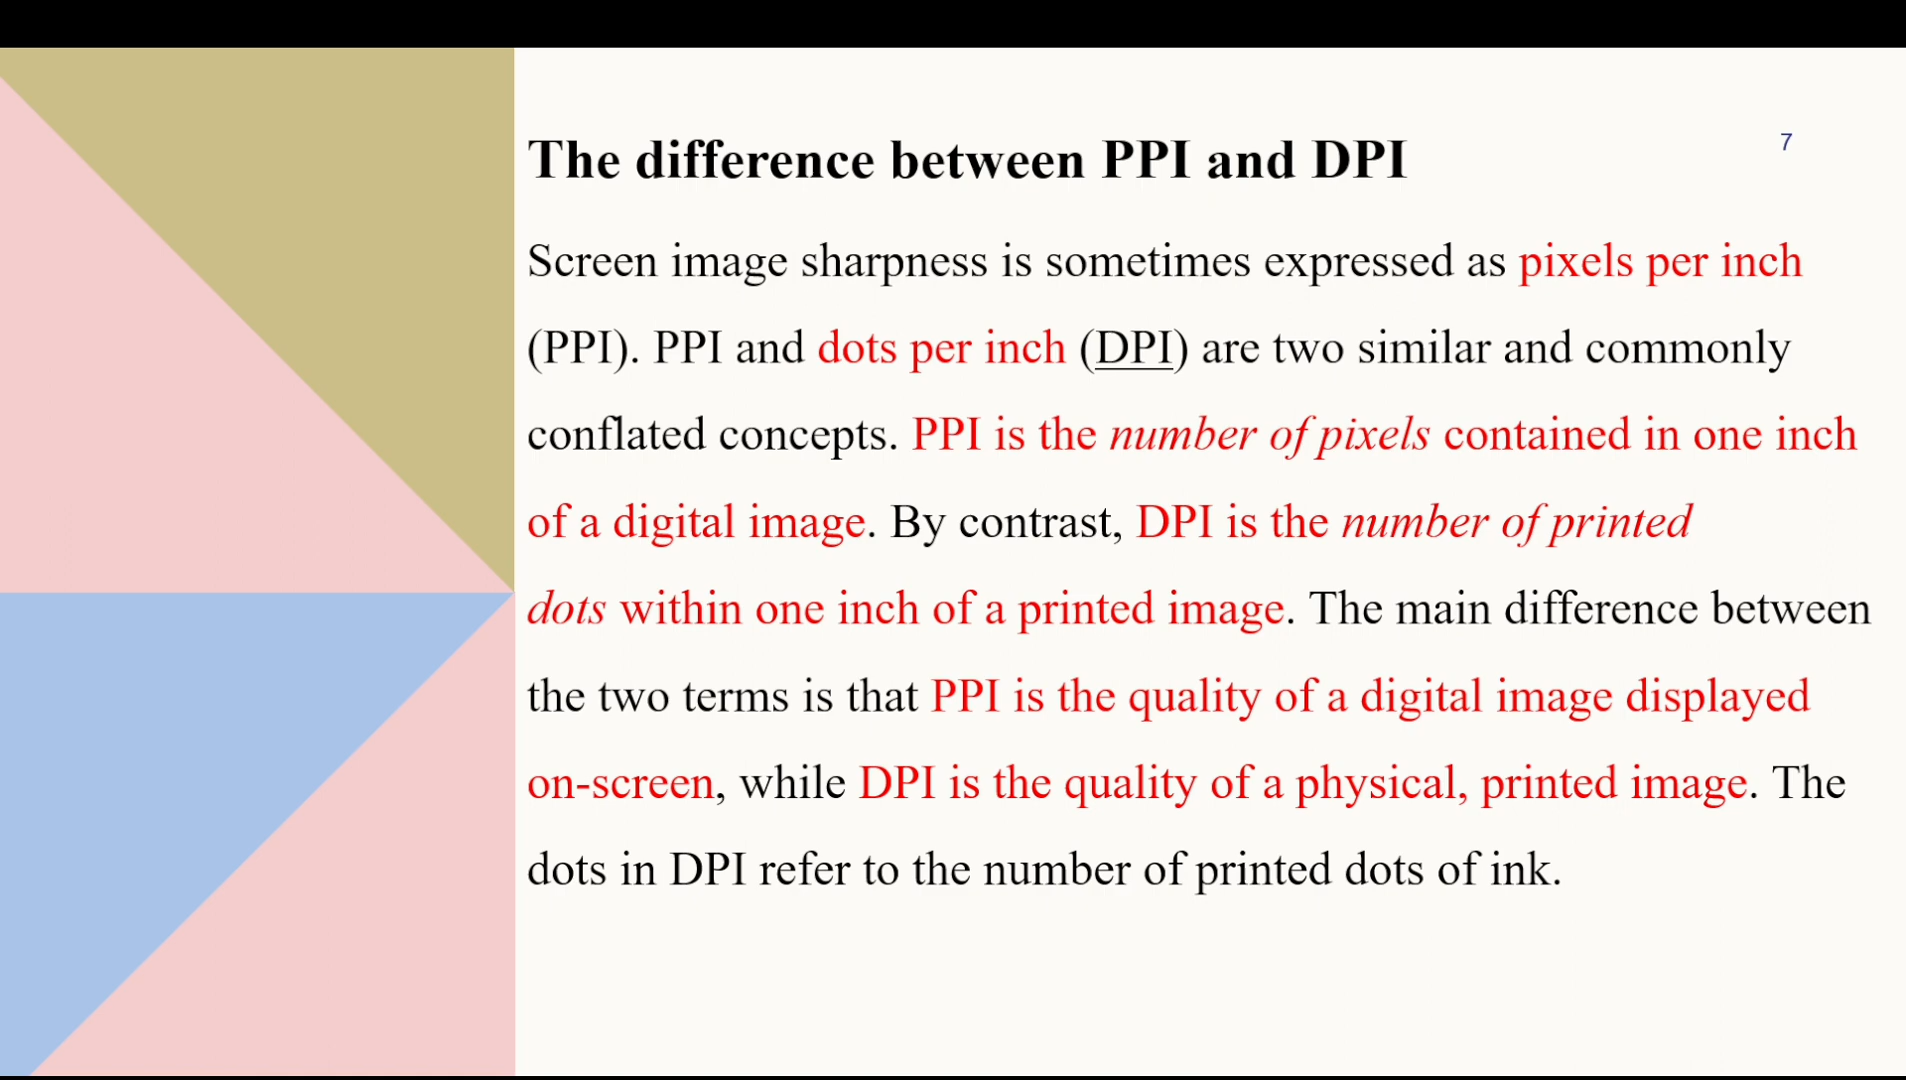 The difference between PPI and DPI
7
Screen image sharpness is sometimes expressed as pixels per inch
(PPI). PPI and dots per inch (DPI) are two similar and commonly
conflated concepts. PPI is the number of pixels contained in one inch
of a digital image. By contrast, DPI is the number of printed
dots within one inch of a printed image. The main difference between
the two terms is that PPI is the quality of a digital image displayed
on-screen, while DPI is the quality of a physical, printed image. The
dots in DPI refer to the number of printed dots of ink.